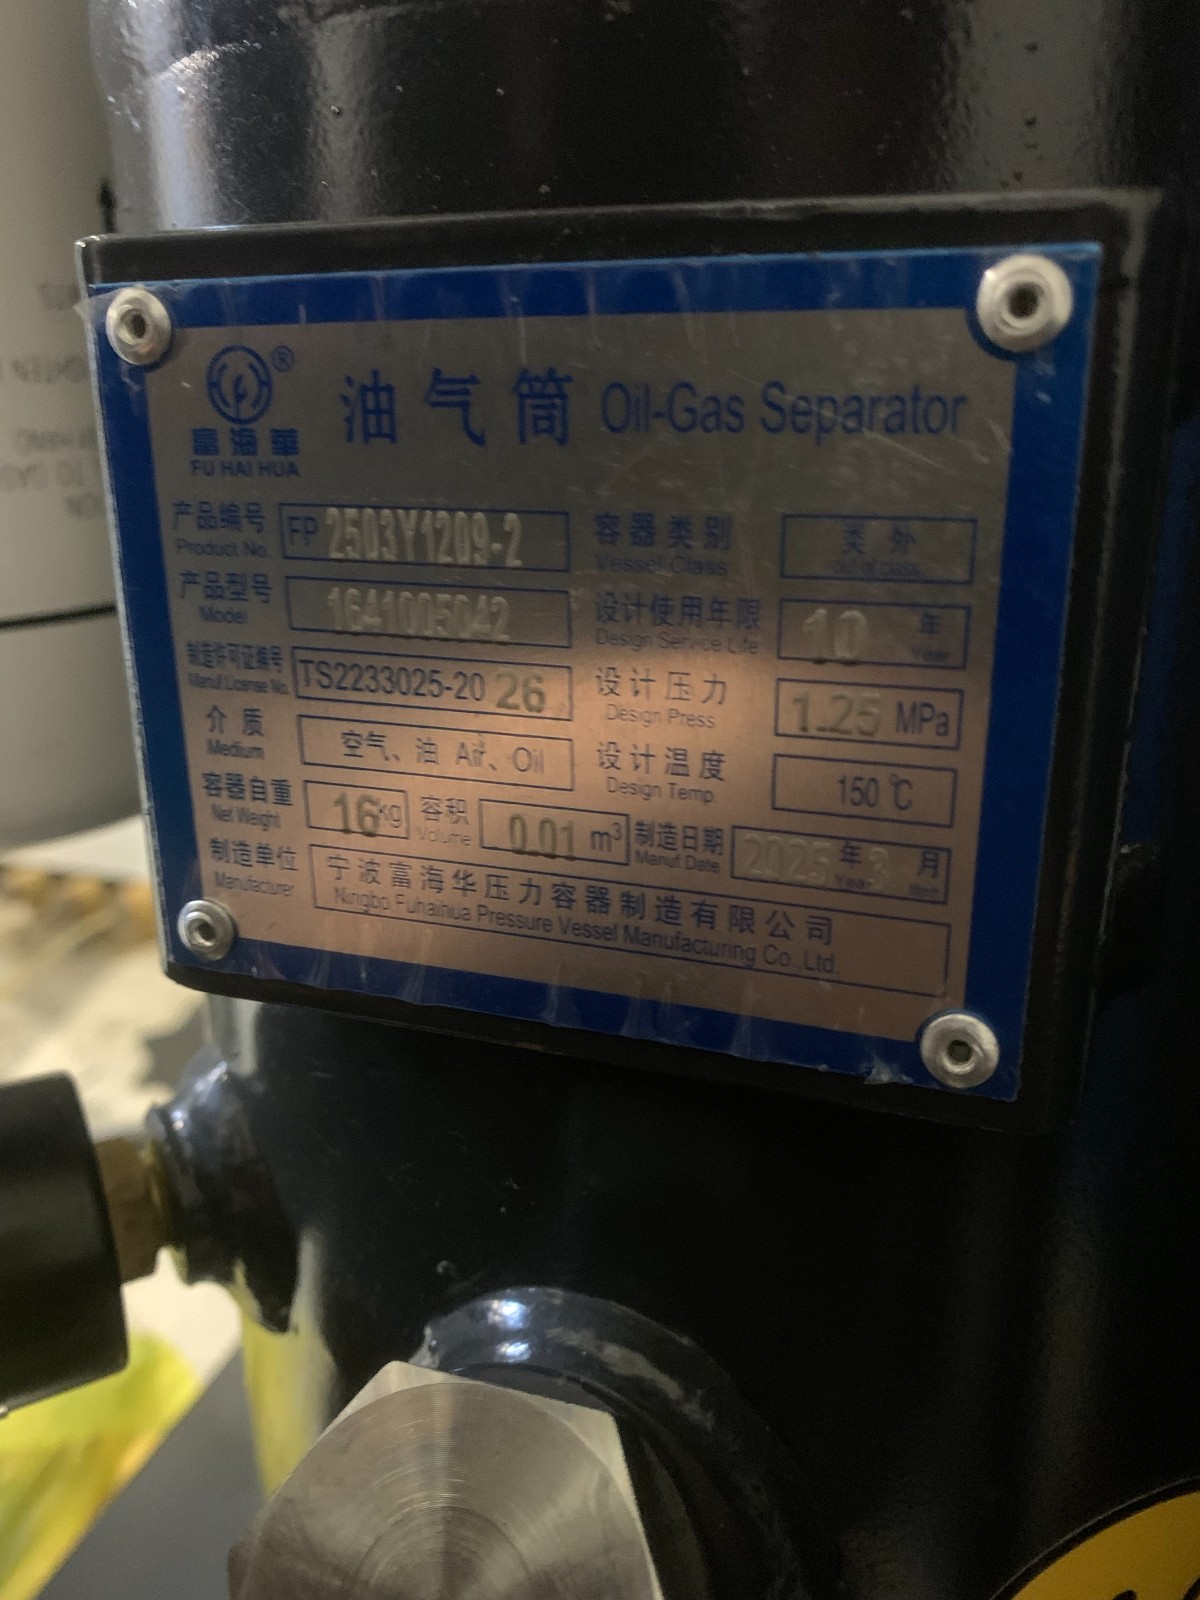 ®
富海華
FU HAI HUA
油气筒 Oil-Gas Separator
产品编号 FP 2503Y1209-2 容器类别 类外
Product No. Vessel Class out of class
产品型号 1641005042 设计使用年限 10 年
Model Design Service Life Year
制造许可证编号 TS2233025-20 26 设计压力 1.25 MPa
Manuf.License No. Design Press
介质 空气、油 Air、Oil 设计温度 150 ℃
Medium Design Temp.
容器自重 16 kg 容积 0.01 m³ 制造日期 2025 年 3 月
Net Weight Volume Manuf.Date Year
制造单位 宁波富海华压力容器制造有限公司
Manufacturer Ningbo Fuhaihua Pressure Vessel Manufacturing Co.,Ltd.